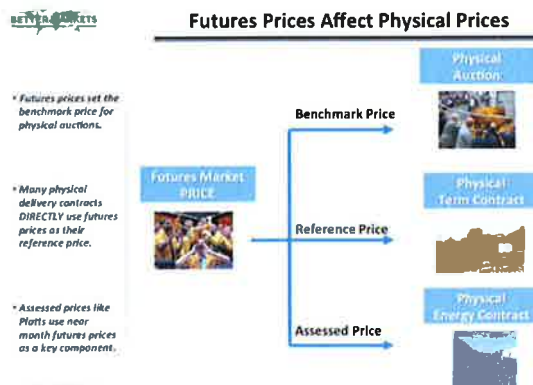 BETTER MARKETS
Futures Prices Affect Physical Prices
• Futures prices set the
benchmark price for
physical auctions.
• Many physical
delivery contracts
DIRECTLY use futures
prices as their
reference price.
• Assessed prices like
Platts use near
month futures prices
as a key component.
Futures Market
PRICE
Benchmark Price
Reference Price
Assessed Price
Physical
Auction
Physical
Term Contract
Physical
Energy Contract